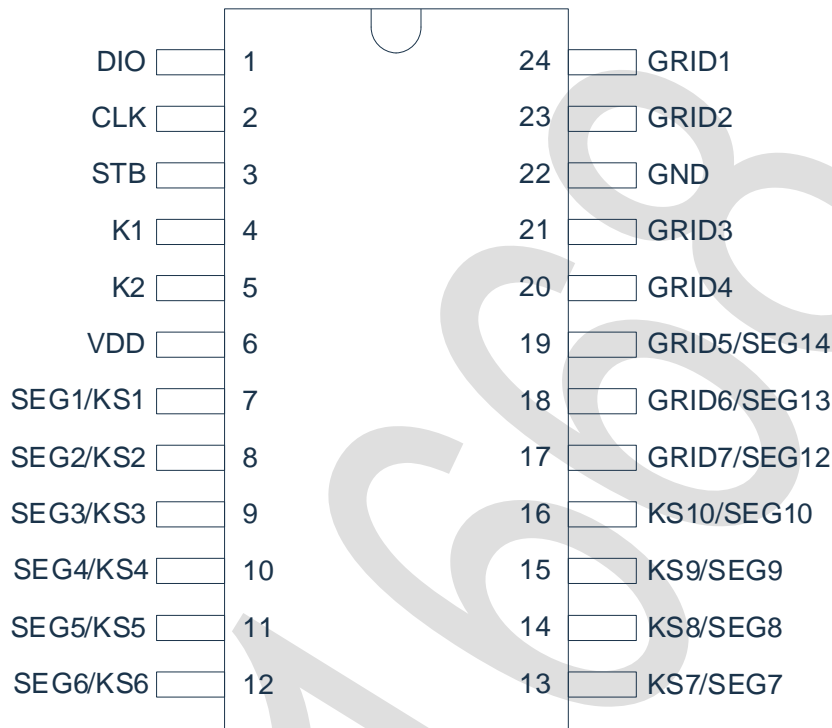 DIO 1 24 GRID1
CLK 2 23 GRID2
STB 3 22 GND
K1 4 21 GRID3
K2 5 20 GRID4
VDD 6 19 GRID5/SEG14
SEG1/KS1 7 18 GRID6/SEG13
SEG2/KS2 8 17 GRID7/SEG12
SEG3/KS3 9 16 KS10/SEG10
SEG4/KS4 10 15 KS9/SEG9
SEG5/KS5 11 14 KS8/SEG8
SEG6/KS6 12 13 KS7/SEG7
1668